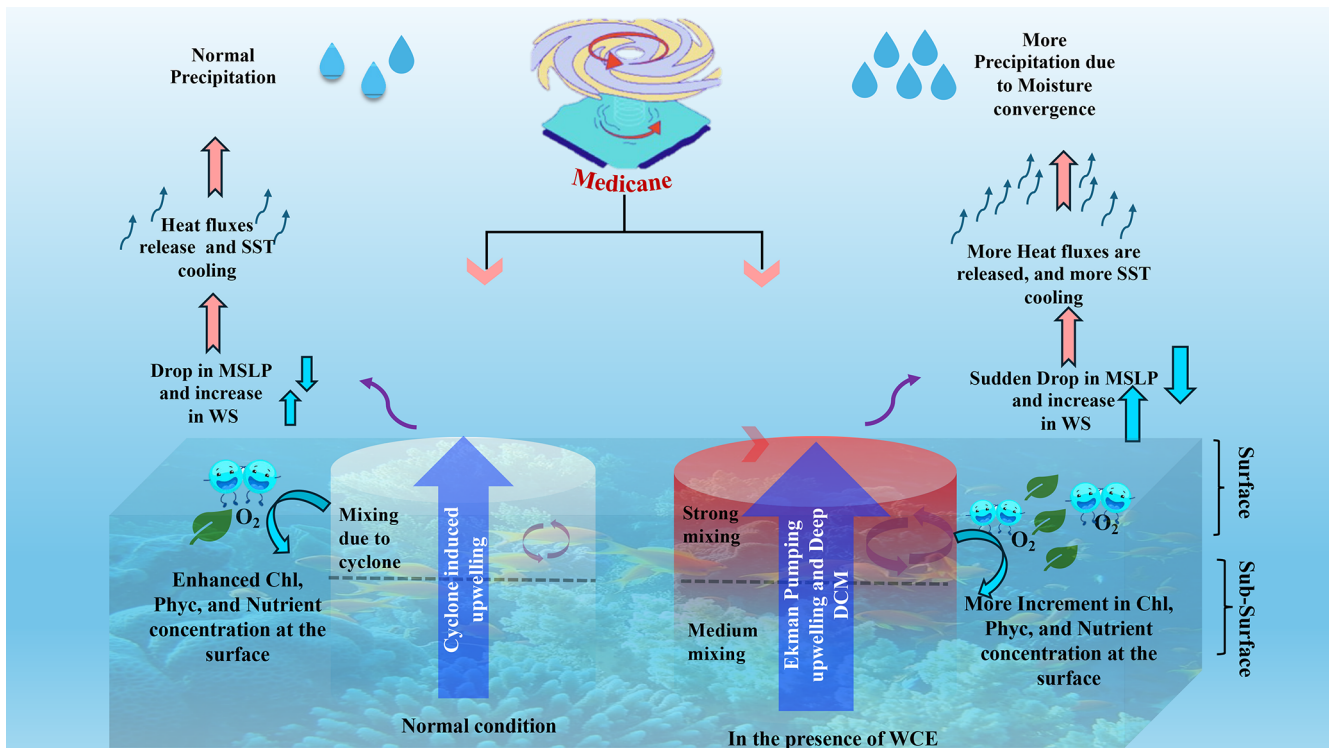 Normal
Precipitation
Heat fluxes
release and SST
cooling
Drop in MSLP
and increase
in WS
Medicane
More
Precipitation due
to Moisture
convergence
More Heat fluxes are
released, and more SST
cooling
Sudden Drop in MSLP
and increase
in WS
O2
Mixing
due to
cyclone
Enhanced Chl,
Phyc, and Nutrient
concentration at the
surface
Cyclone induced
upwelling
Normal condition
Strong
mixing
Medium
mixing
Ekman Pumping
upwelling and Deep
DCM
O2
O2
More Increment in Chl,
Phyc, and Nutrient
concentration at the
surface
In the presence of WCE
Surface
Sub-Surface